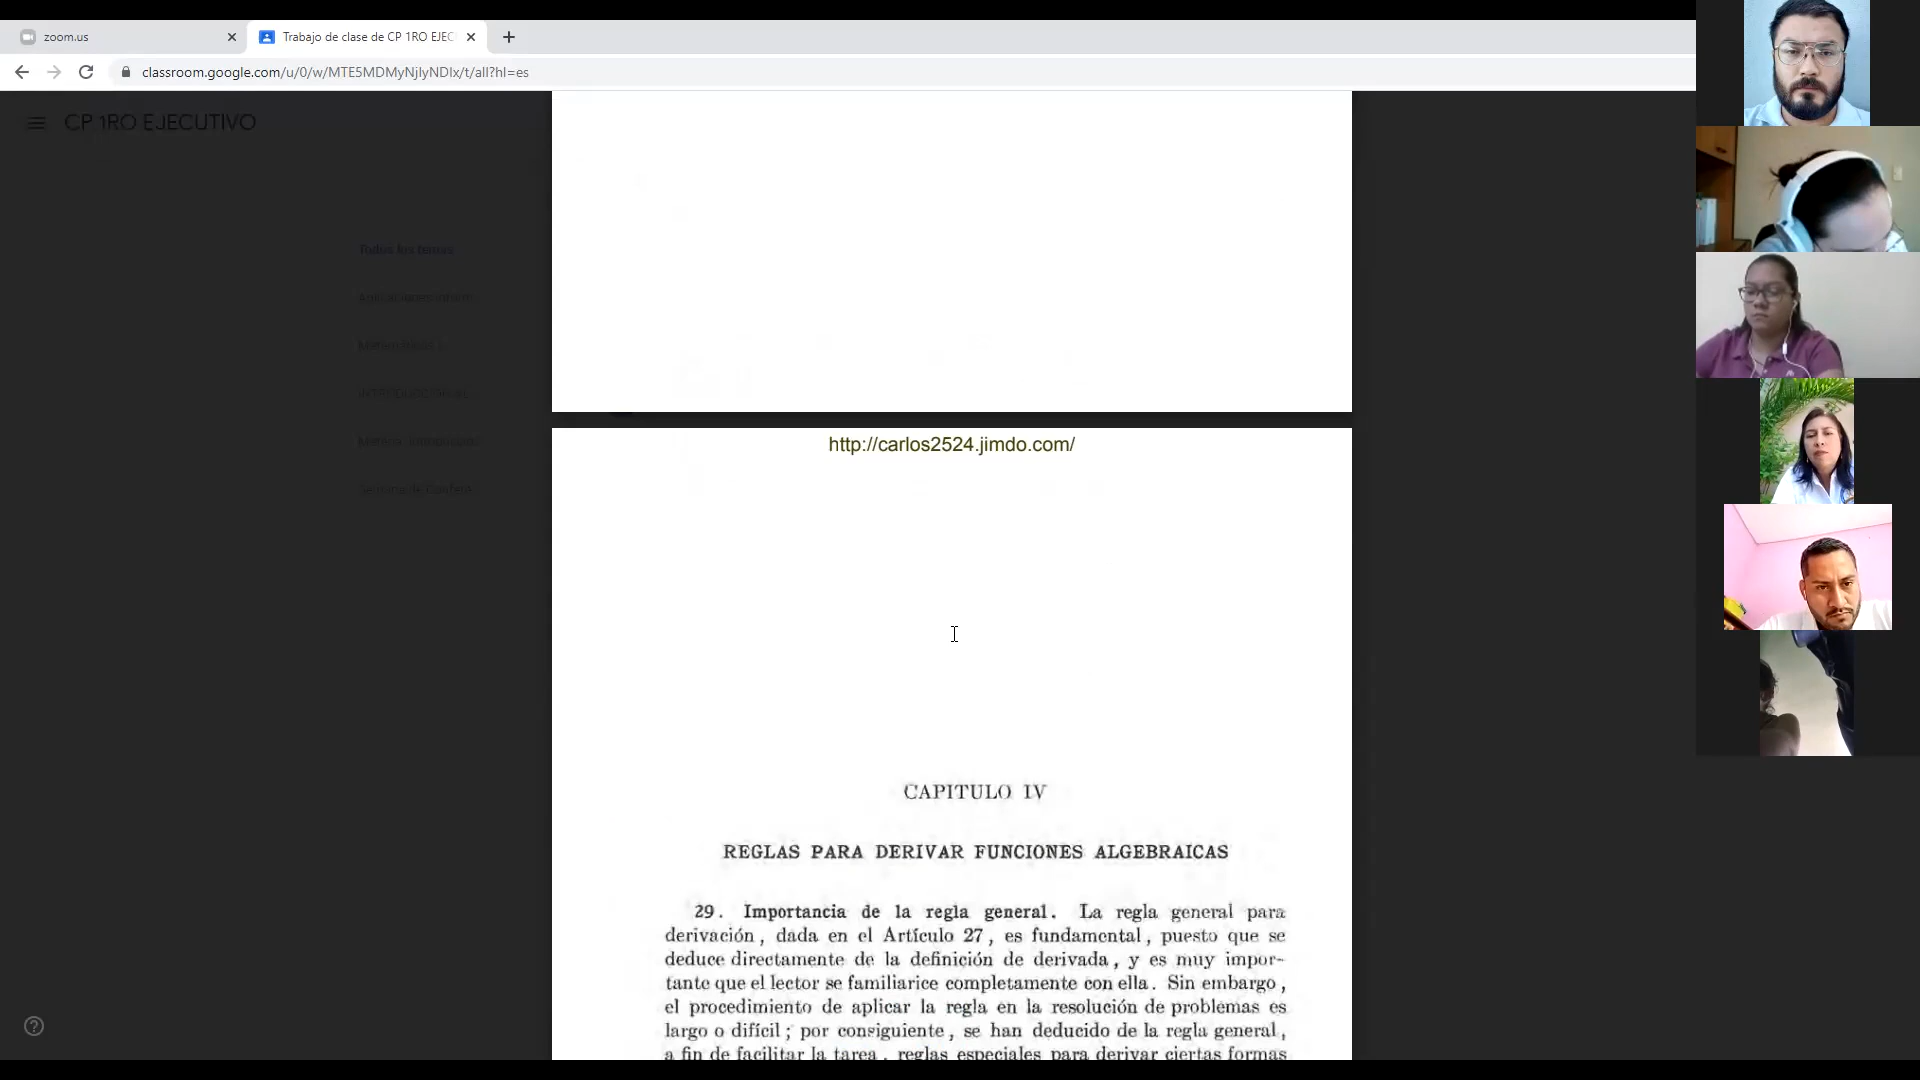 zoom.us
Trabajo de clase de CP 1RO EJEC
classroom.google.com/u/0/w/MTE5MDMyNjIyNDIx/t/all?hl=es
CP 1RO EJECUTIVO
Todos los temas
http://carlos2524.jimdo.com/
CAPITULO IV
REGLAS PARA DERIVAR FUNCIONES ALGEBRAICAS
29. Importancia de la regla general. La regla general para
derivación, dada en el Artículo 27, es fundamental, puesto que se
deduce directamente de la definición de derivada, y es muy impor-
tante que el lector se familiarice completamente con ella. Sin embargo,
el procedimiento de aplicar la regla en la resolución de problemas es
largo o difícil; por consiguiente, se han deducido de la regla general,
a fin de facilitar la tarea, reglas especiales para derivar ciertas formas